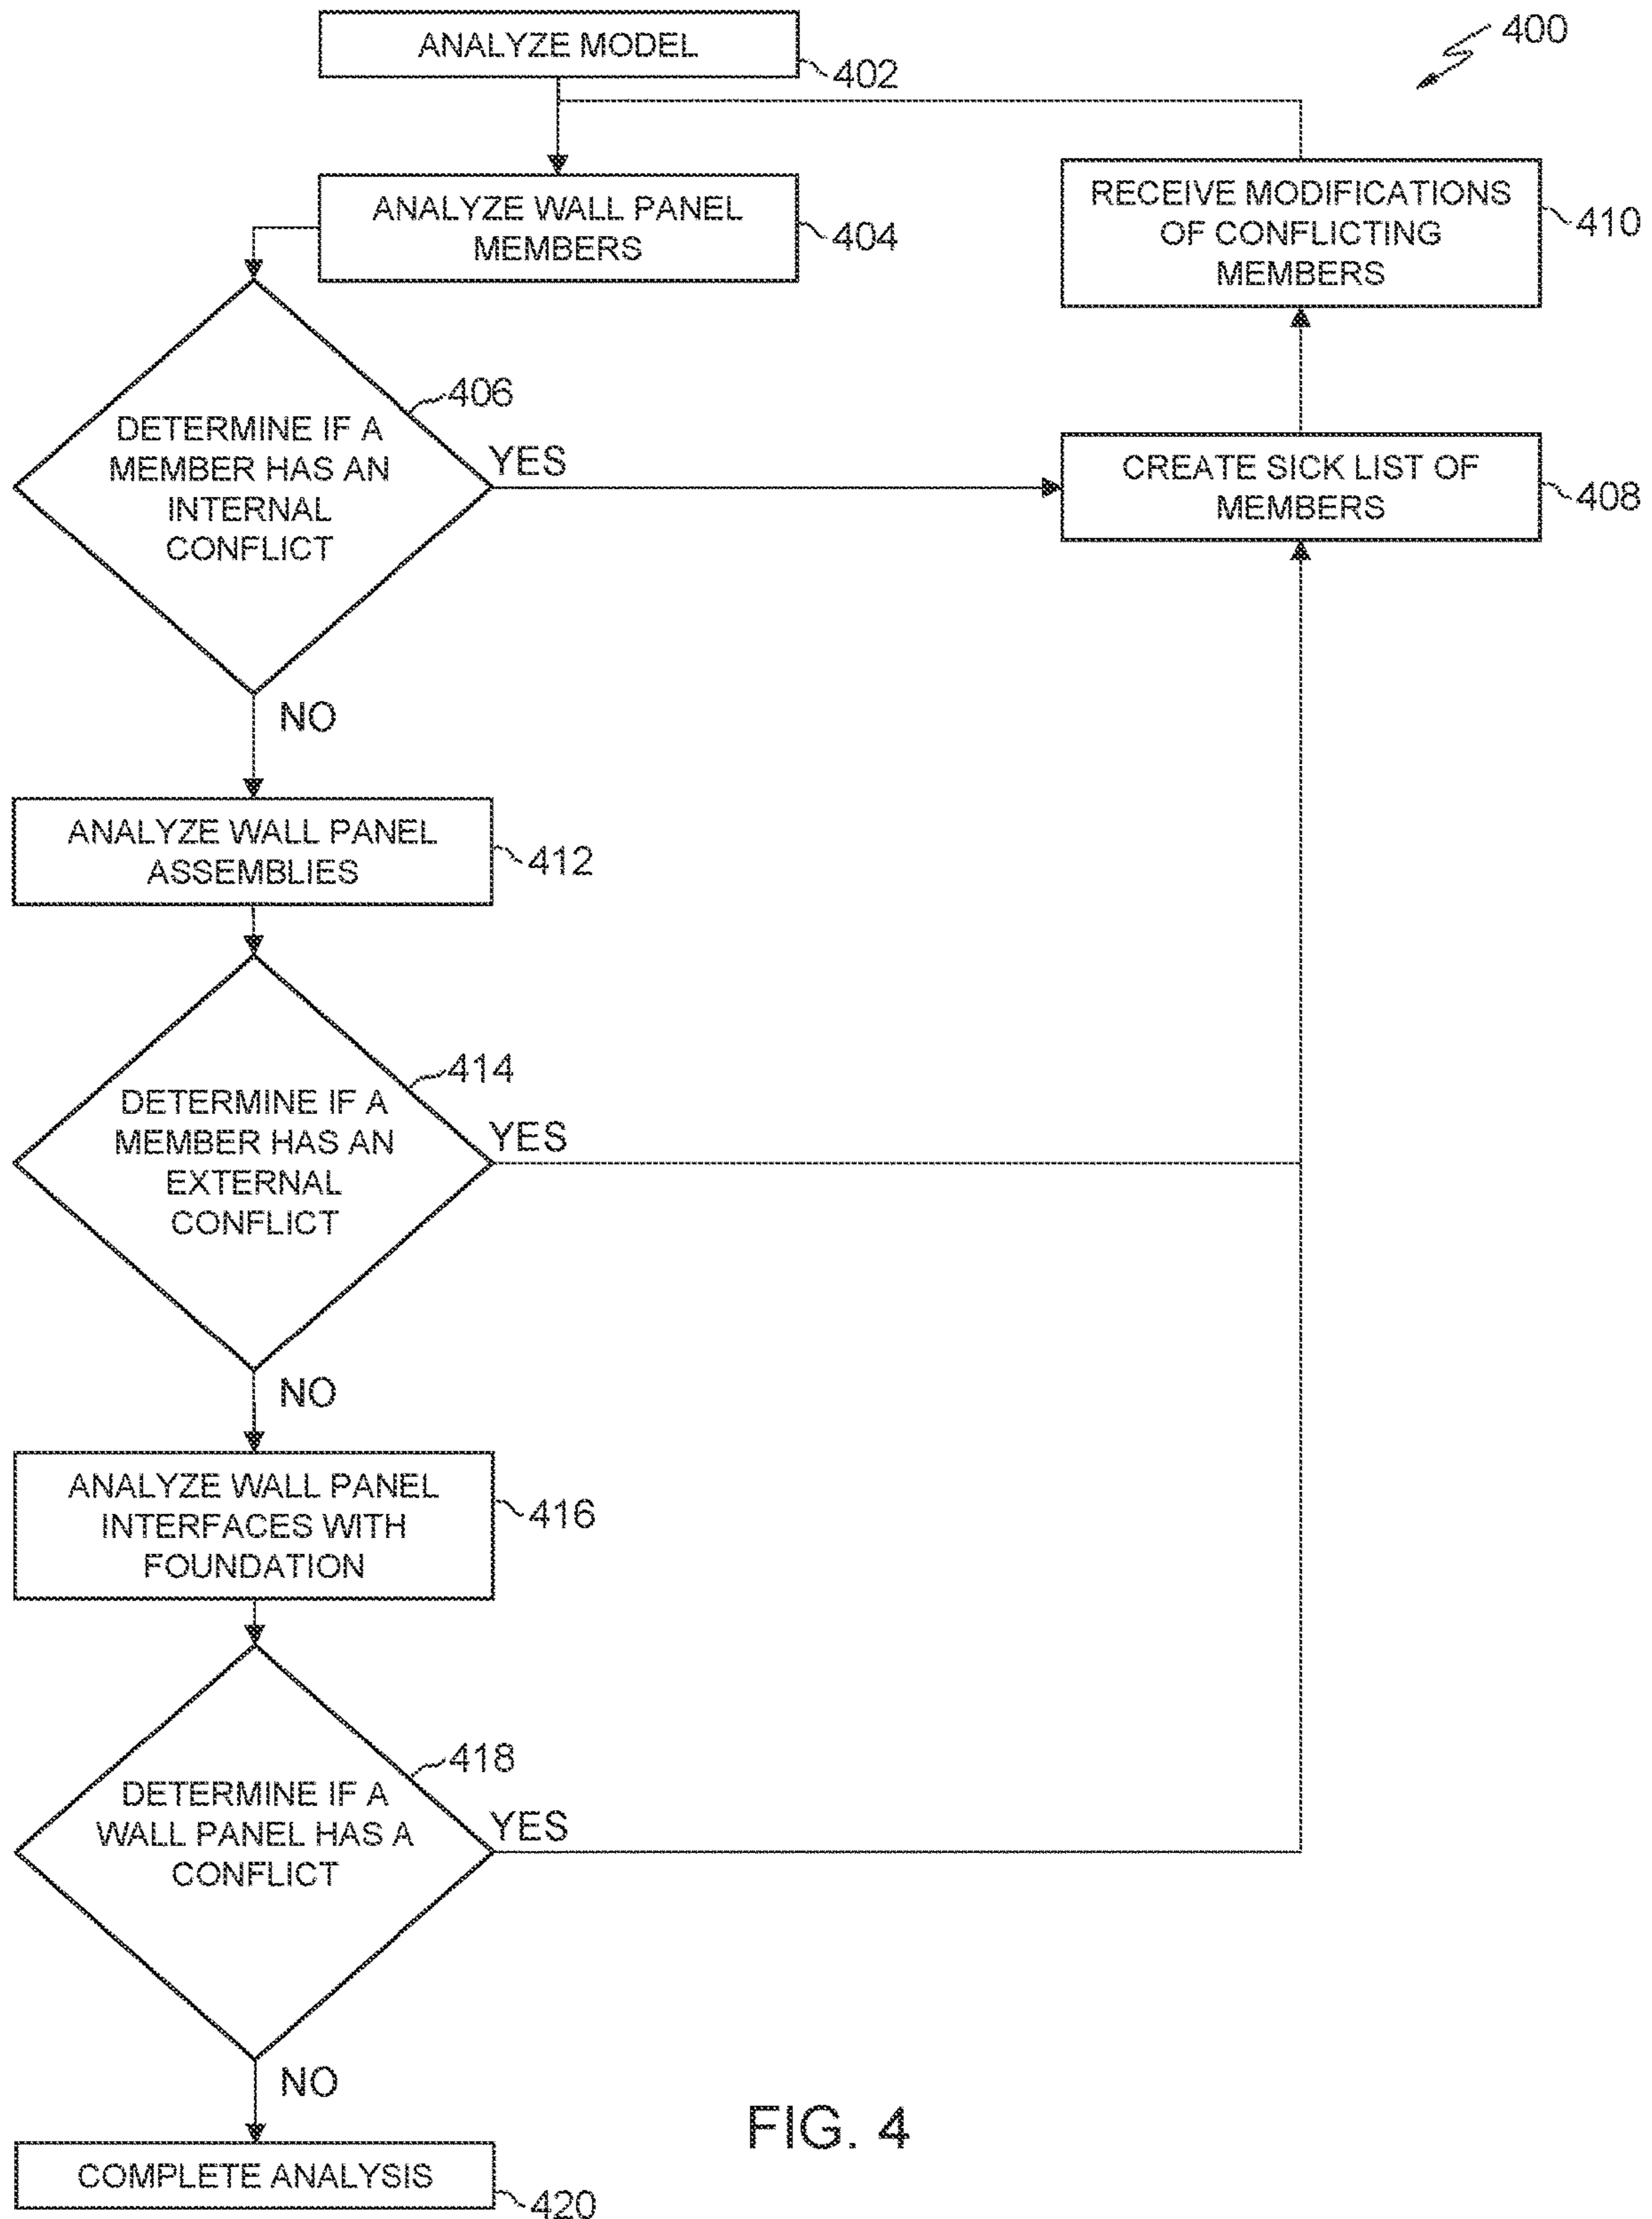 ANALYZE MODEL
402
400
ANALYZE WALL PANEL
MEMBERS
404
RECEIVE MODIFICATIONS
OF CONFLICTING
MEMBERS
410
406
DETERMINE IF A
MEMBER HAS AN
INTERNAL
CONFLICT
YES
CREATE SICK LIST OF
MEMBERS
408
NO
ANALYZE WALL PANEL
ASSEMBLIES
412
414
DETERMINE IF A
MEMBER HAS AN
EXTERNAL
CONFLICT
YES
NO
ANALYZE WALL PANEL
INTERFACES WITH
FOUNDATION
416
418
DETERMINE IF A
WALL PANEL HAS A
CONFLICT
YES
NO
COMPLETE ANALYSIS
420
FIG. 4